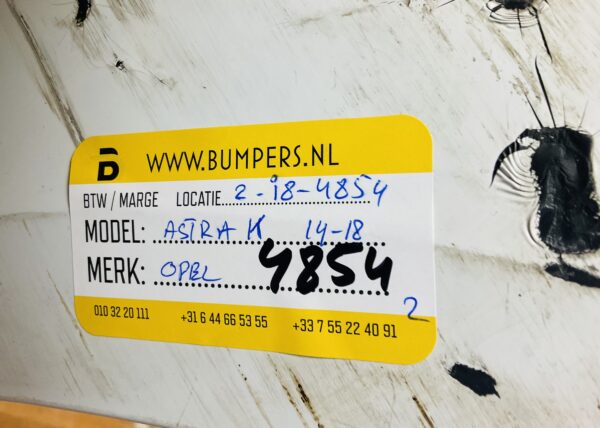 B WWW.BUMPERS.NL
BTW / MARGE LOCATIE 2-18-4854
MODEL: ASTRA K 14-18
MERK: OPEL 4854
2
010 32 20 111 +31 6 44 66 53 55 +33 7 55 22 40 91